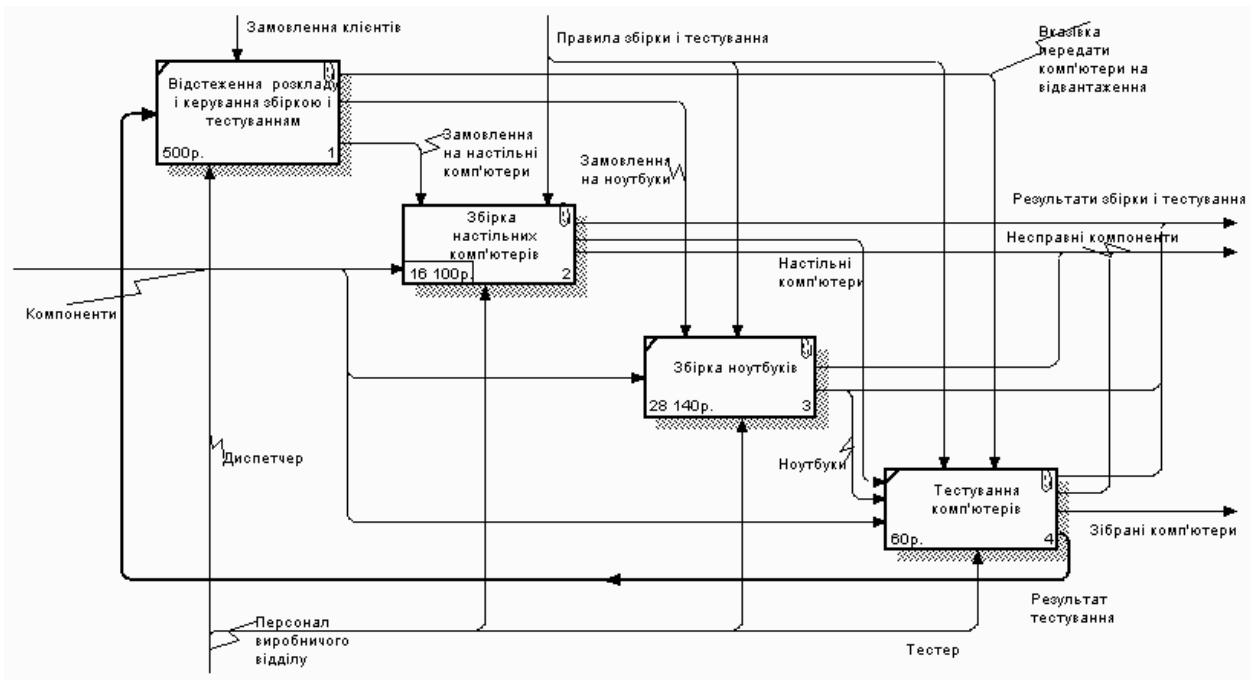 Замовлення клієнтів
Правила збірки і тестування
Вказівка
передати
комп'ютери на
відвантаження
Відстеження розкладу
і керування збіркою і
тестуванням
500р. 1
Замовлення
на настільні
комп'ютери
Замовлення
на ноутбуки
Результати збірки і тестування
Збірка
настільних
комп'ютерів
16 100р. 2
Несправні компоненти
Настільні
комп'ютери
Компоненти
Збірка ноутбуків
28 140р. 3
Диспетчер
Ноутбуки
Тестування
комп'ютерів
60р. 4
Зібрані комп'ютери
Результат
тестування
Персонал
виробничого
відділу
Тестер